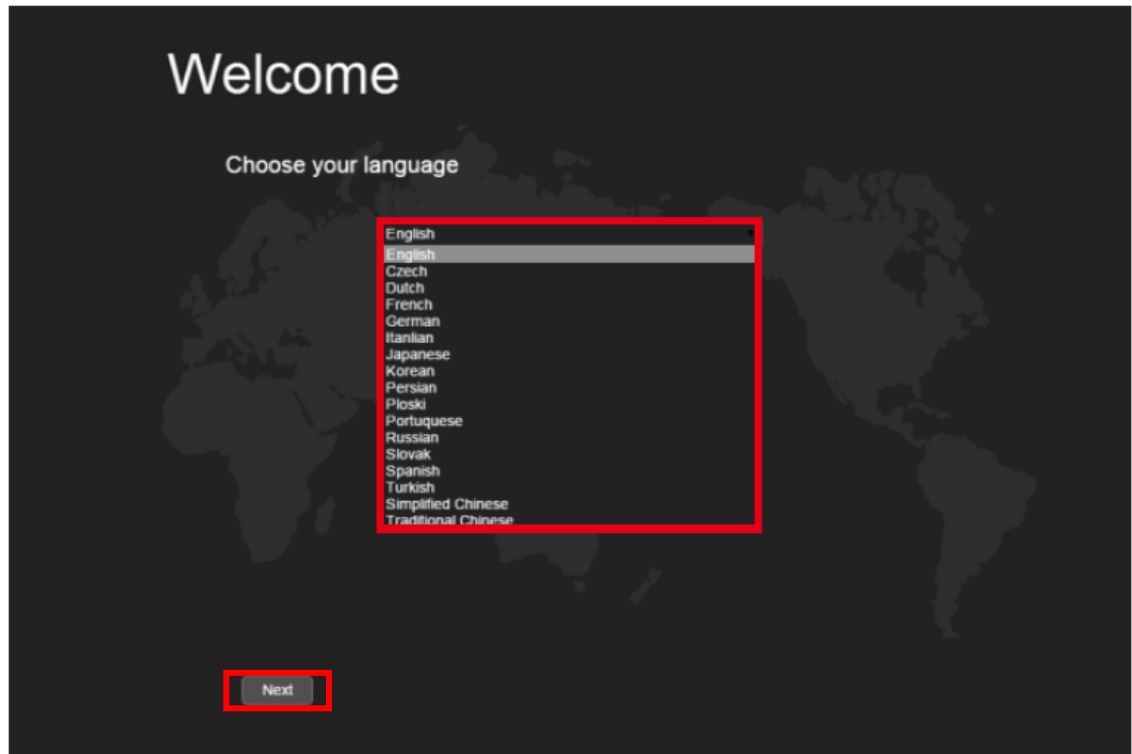 Welcome
Choose your language
English
English
Czech
Dutch
French
German
Itanlian
Japanese
Korean
Persian
Ploski
Portuquese
Russian
Slovak
Spanish
Turkish
Simplified Chinese
Traditional Chinese
Next